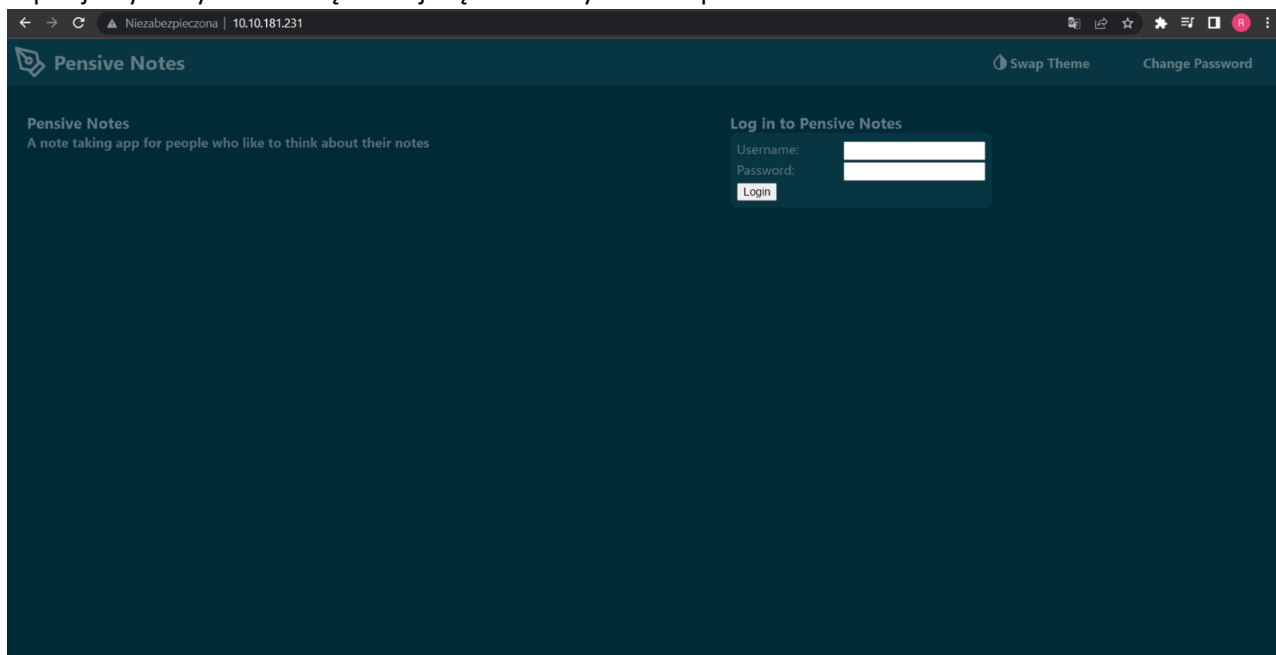 Niezabezpieczona | 10.10.181.231
R
Pensive Notes
Swap Theme
Change Password
Pensive Notes
A note taking app for people who like to think about their notes
Log in to Pensive Notes
Username:
Password:
Login